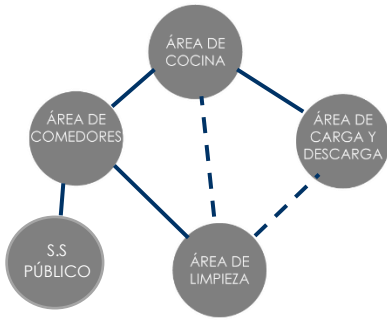 ÁREA DE
COCINA
ÁREA DE
COMEDORES
ÁREA DE
CARGA Y
DESCARGA
S.S
PÚBLICO
ÁREA DE
LIMPIEZA